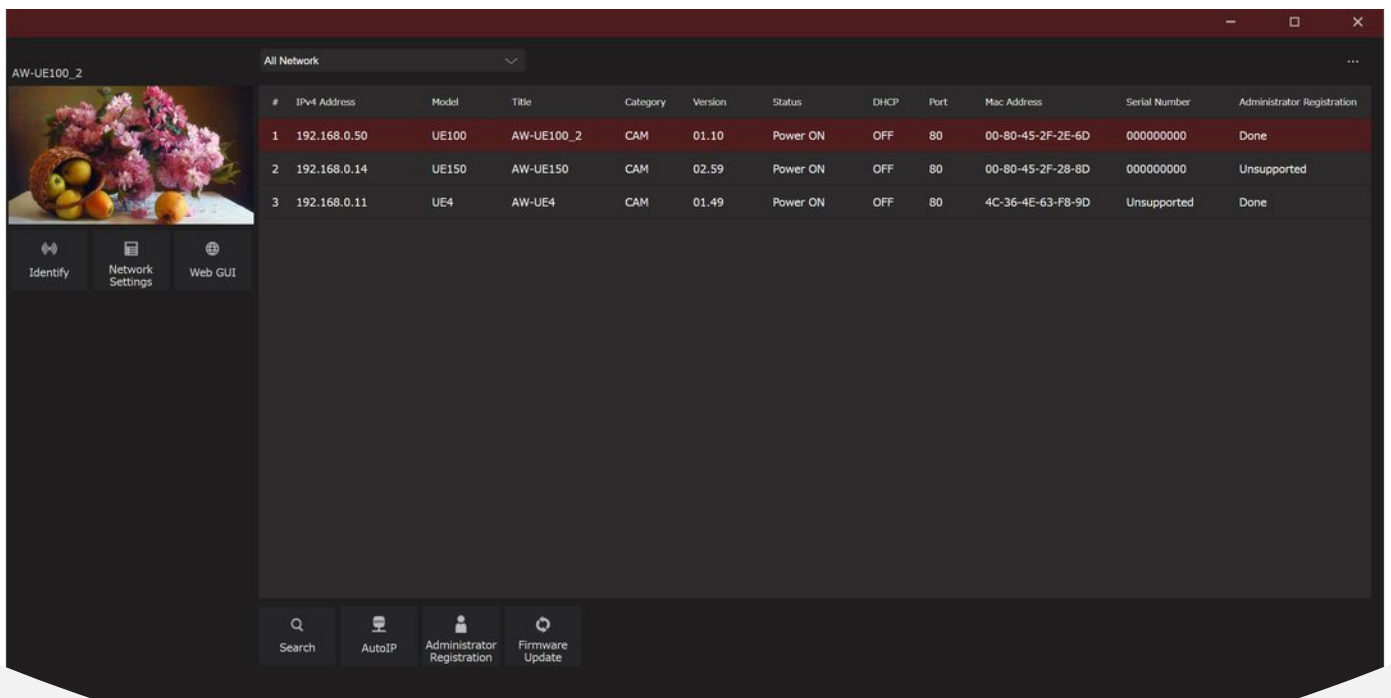 AW-UE100_2
Identify
Network
Settings
Web GUI
All Network
...
# IPv4 Address Model Title Category Version Status DHCP Port Mac Address Serial Number Administrator Registration
1 192.168.0.50 UE100 AW-UE100_2 CAM 01.10 Power ON OFF 80 00-80-45-2F-2E-6D 000000000 Done
2 192.168.0.14 UE150 AW-UE150 CAM 02.59 Power ON OFF 80 00-80-45-2F-28-8D 000000000 Unsupported
3 192.168.0.11 UE4 AW-UE4 CAM 01.49 Power ON OFF 80 4C-36-4E-63-F8-9D Unsupported Done
Search
AutoIP
Administrator
Registration
Firmware
Update